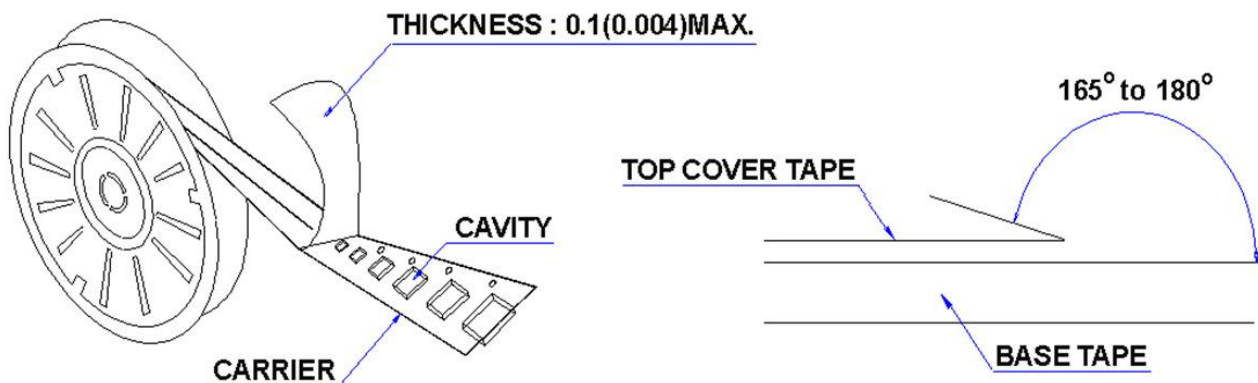 THICKNESS : 0.1(0.004)MAX.
165° to 180°
TOP COVER TAPE
CAVITY
CARRIER
BASE TAPE